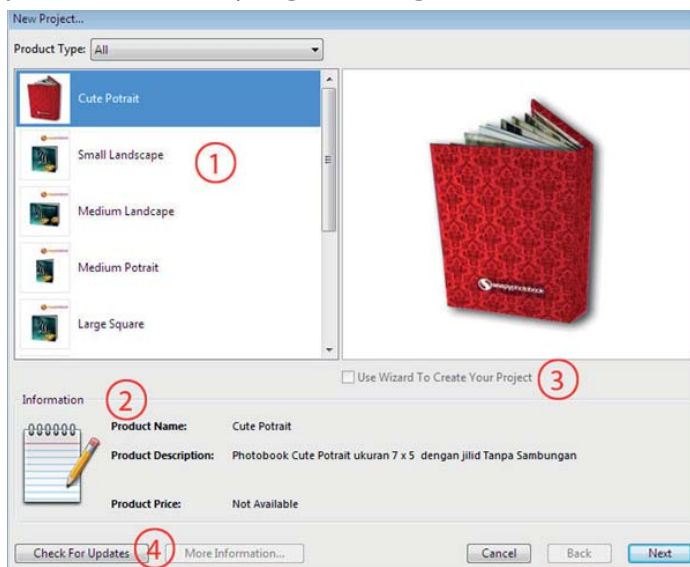 New Project...
Product Type: All
Cute Potrait
Small Landscape
1
Medium Landcape
Medium Potrait
Large Square
Use Wizard To Create Your Project
3
Information
2
Product Name: Cute Potrait
Product Description: Photobook Cute Potrait ukuran 7 x 5 dengan jilid Tanpa Sambungan
Product Price: Not Available
Check For Updates
4
More Information...
Cancel
Back
Next